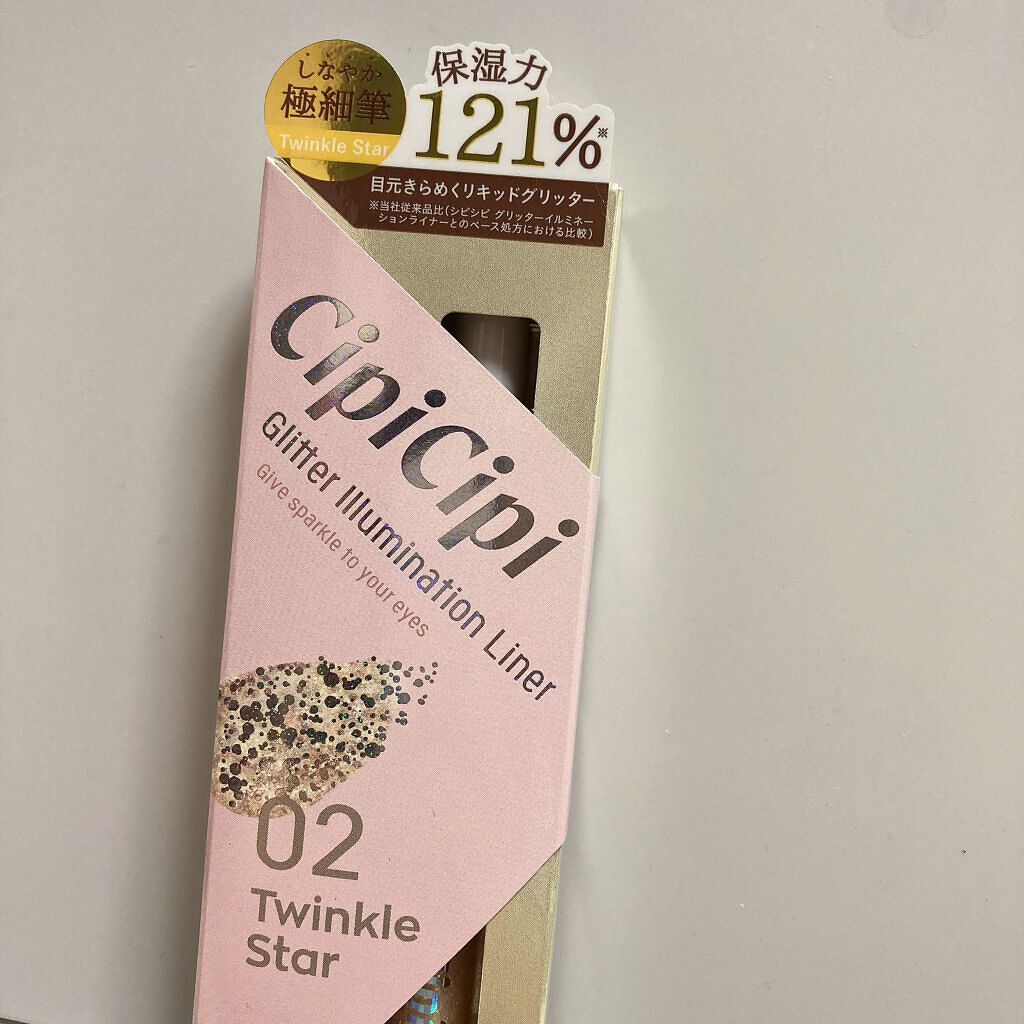 しなやか
極細筆
Twinkle Star
保湿力
121%※
目元きらめくリキッドグリッター
※当社従来品比(シピシピ グリッターイルミネー
ションライナーとのベース処方における比較)
CipiCipi
Glitter Illumination Liner
Give sparkle to your eyes
02
Twinkle
Star